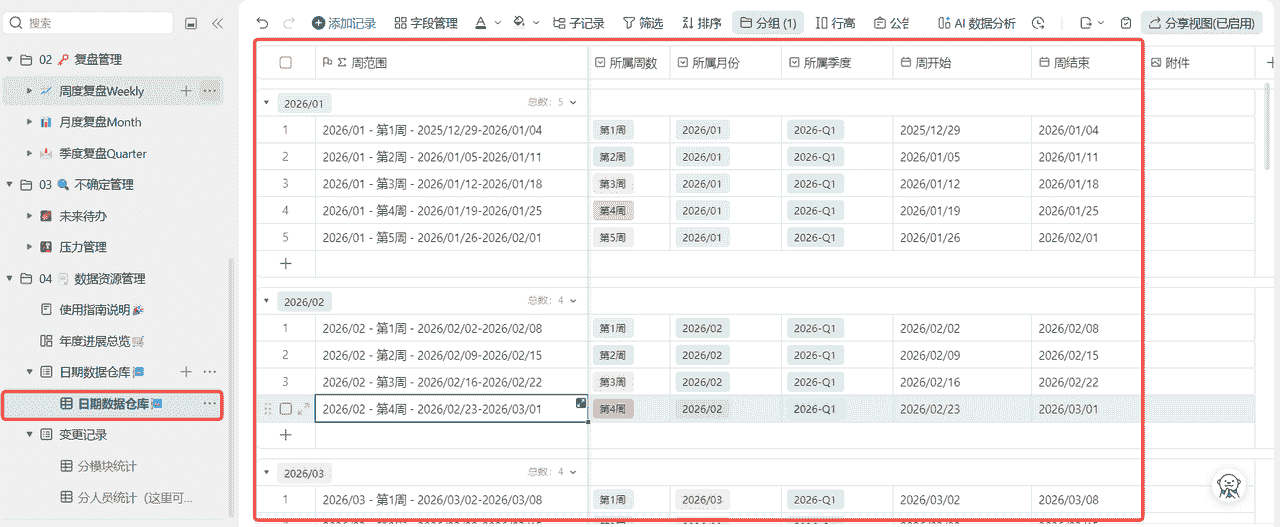 搜索
添加记录 字段管理 子记录 筛选 排序 分组 (1) 行高 公告 AI 数据分析 分享视图(已启用)
02 复盘管理
周度复盘Weekly
月度复盘Month
季度复盘Quarter
03 不确定管理
未来待办
压力管理
04 数据资源管理
使用指南说明
年度进展总览
日期数据仓库
日期数据仓库
变更记录
分模块统计
分人员统计（这里可...
周范围 所属周数 所属月份 所属季度 周开始 周结束 附件
2026/01 总数: 5
1 2026/01 - 第1周 - 2025/12/29-2026/01/04 第1周 2026/01 2026-Q1 2025/12/29 2026/01/04
2 2026/01 - 第2周 - 2026/01/05-2026/01/11 第2周 2026/01 2026-Q1 2026/01/05 2026/01/11
3 2026/01 - 第3周 - 2026/01/12-2026/01/18 第3周 2026/01 2026-Q1 2026/01/12 2026/01/18
4 2026/01 - 第4周 - 2026/01/19-2026/01/25 第4周 2026/01 2026-Q1 2026/01/19 2026/01/25
5 2026/01 - 第5周 - 2026/01/26-2026/02/01 第5周 2026/01 2026-Q1 2026/01/26 2026/02/01
2026/02 总数: 4
1 2026/02 - 第1周 - 2026/02/02-2026/02/08 第1周 2026/02 2026-Q1 2026/02/02 2026/02/08
2 2026/02 - 第2周 - 2026/02/09-2026/02/15 第2周 2026/02 2026-Q1 2026/02/09 2026/02/15
3 2026/02 - 第3周 - 2026/02/16-2026/02/22 第3周 2026/02 2026-Q1 2026/02/16 2026/02/22
2026/02 - 第4周 - 2026/02/23-2026/03/01 第4周 2026/02 2026-Q1 2026/02/23 2026/03/01
2026/03 总数: 4
1 2026/03 - 第1周 - 2026/03/02-2026/03/08 第1周 2026/03 2026-Q1 2026/03/02 2026/03/08